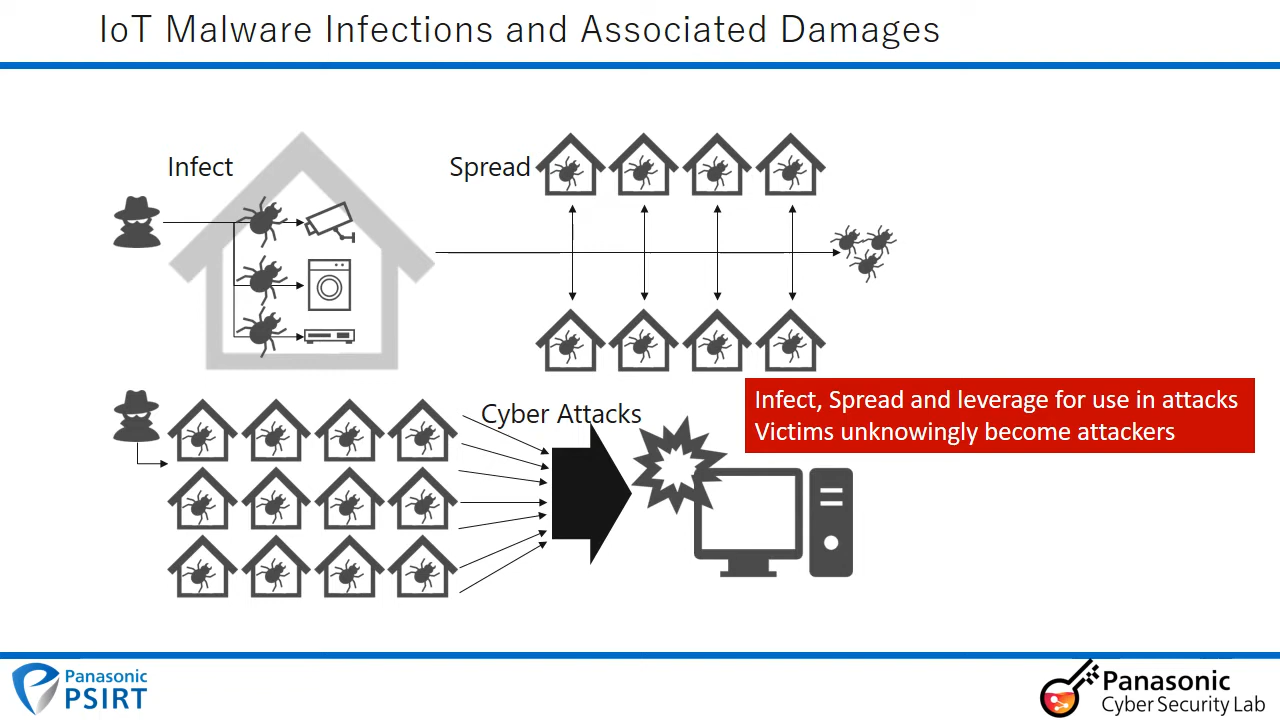 IoT Malware Infections and Associated Damages
Infect
Spread
Cyber Attacks
Infect, Spread and leverage for use in attacks
Victims unknowingly become attackers
Panasonic
PSIRT
Panasonic
Cyber Security Lab